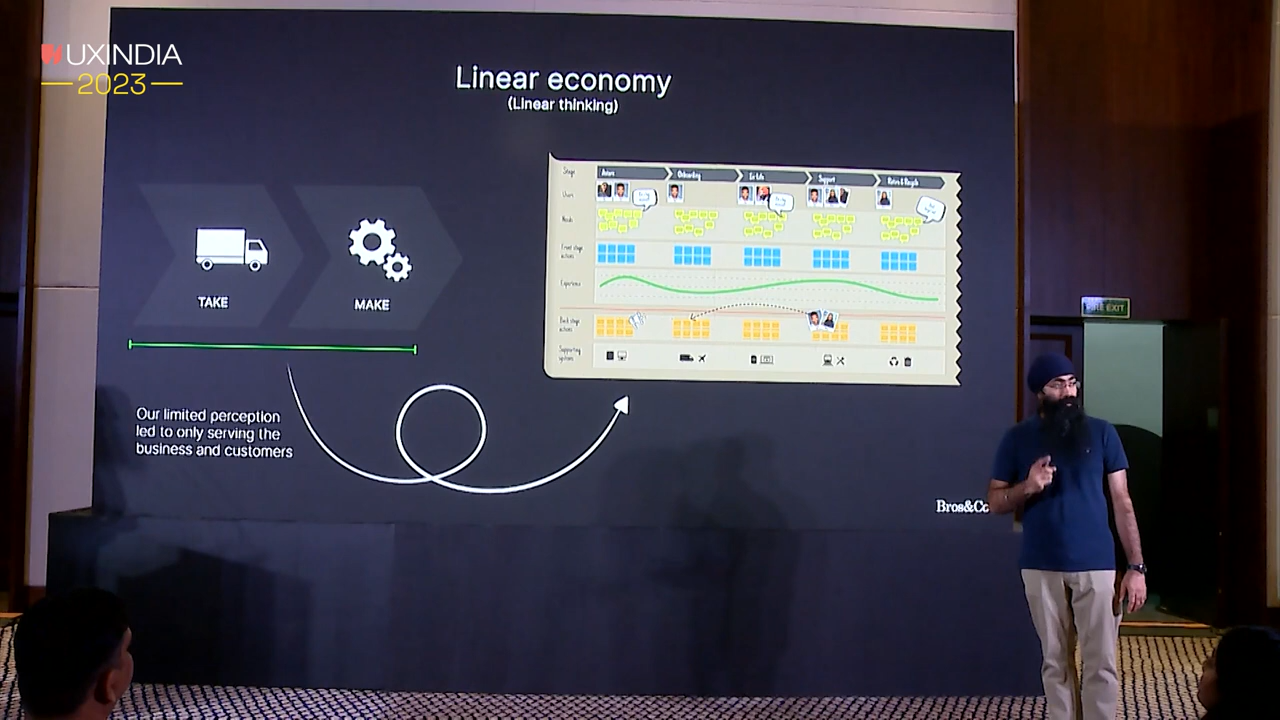 UXINDIA
2023
Linear economy
(Linear thinking)
TAKE
MAKE
Our limited perception
led to only serving the
business and customers
Stage
Onboarding
Support
Users
Needs
Front stage
actions
Experience
Back stage
actions
Supporting
systems
Bros&Co
EXIT